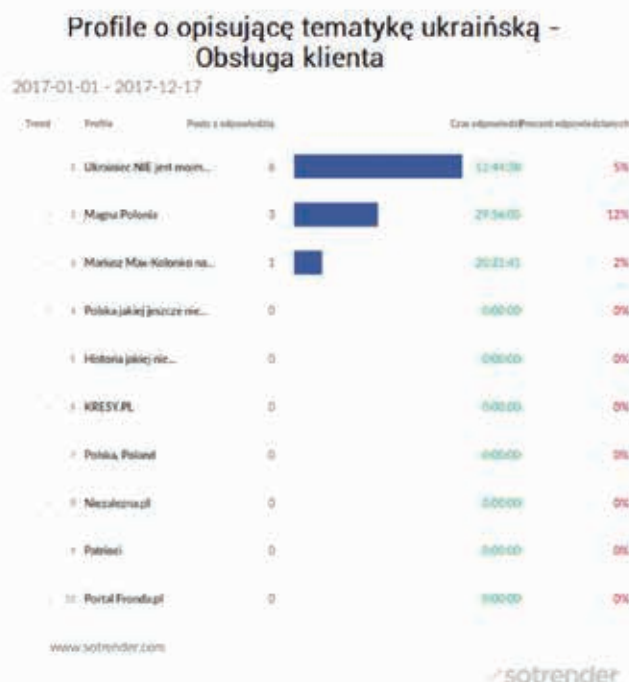 Profile o opisujęce tematykę ukraińską –
Obsługa klienta
2017-01-01 - 2017-12-17
Trend Profile Posty z odpowiedzią Czas odpowiedzi Procent odpowiedzianych
1 Ukrainiec NIE jest moim... 6 12:44:38 5%
2 Magna Polonia 3 29:56:00 12%
3 Mariusz Max-Kolonko na... 1 20:21:41 2%
4 Polska jakiej jeszcze nie... 0 0:00:00 0%
5 Historia jakiej nie... 0 0:00:00 0%
6 KRESY.PL 0 0:00:00 0%
7 Polska, Poland 0 0:00:00 0%
8 Niezalezna.pl 0 0:00:00 0%
9 Patrioci 0 0:00:00 0%
10 Portal Fronda.pl 0 0:00:00 0%
www.sotrender.com
sotrender